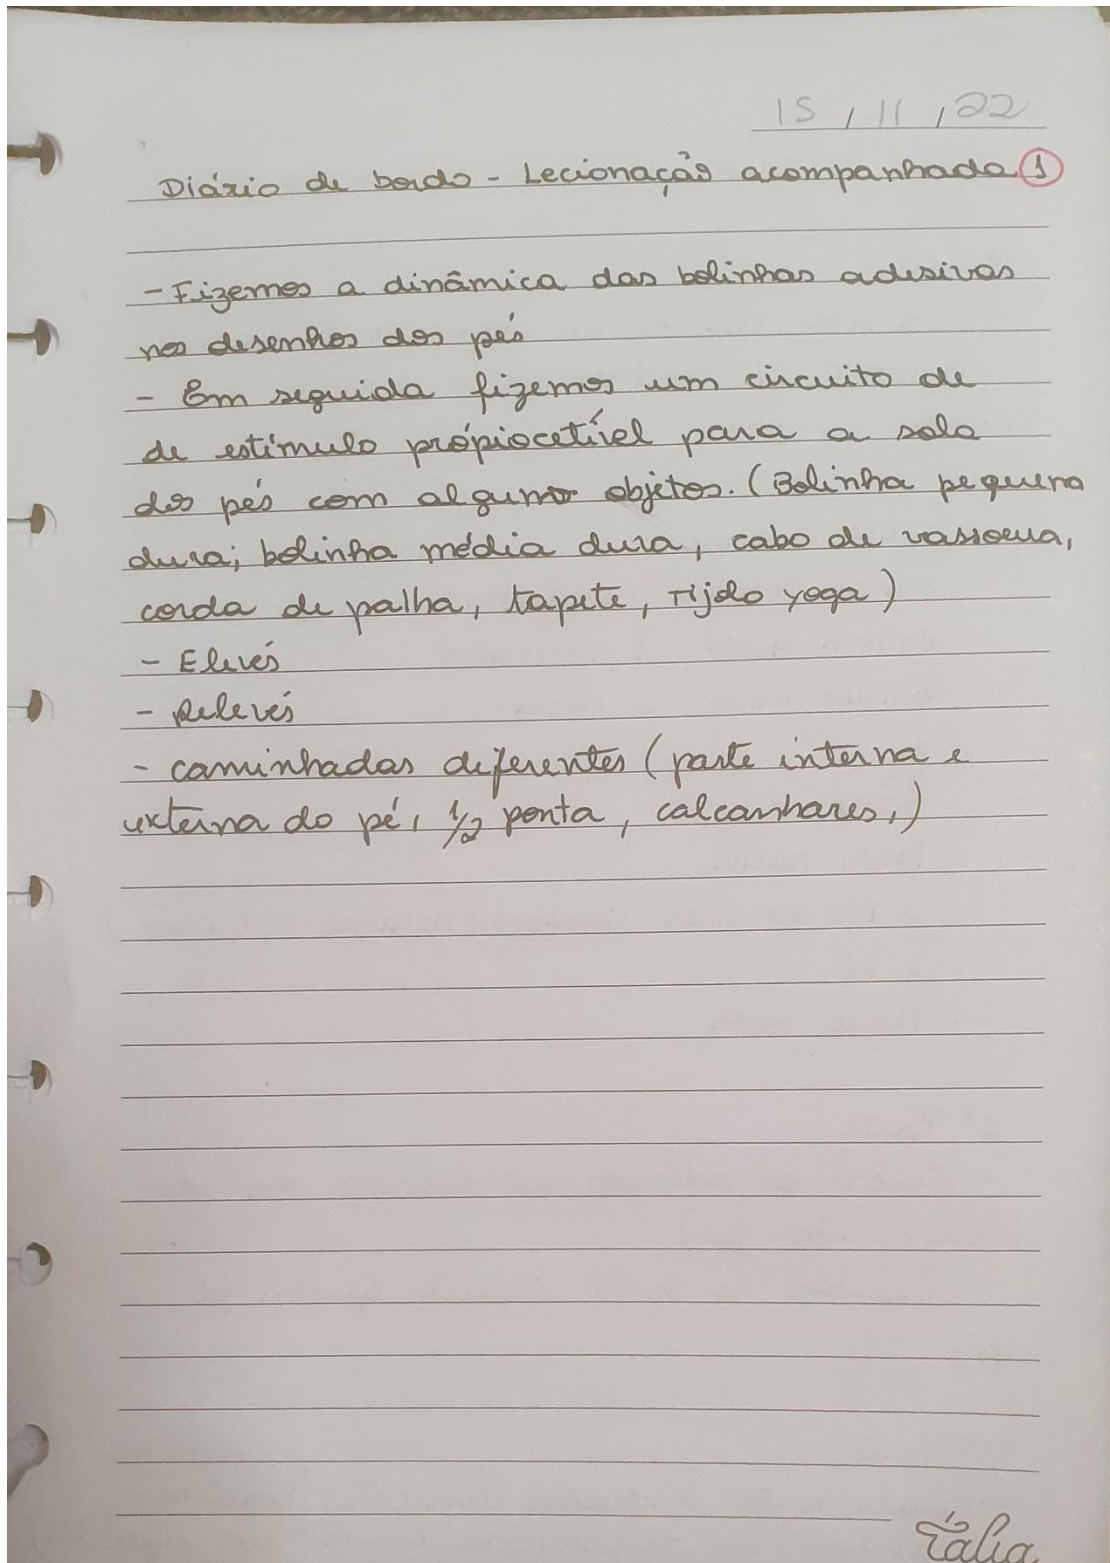 15 / 11 / 22
Diário de bordo - Lecionação acompanhada 1
- Fizemos a dinâmica das bolinhas adesivas
nos desenhos dos pés
- Em seguida fizemos um circuito de
de estímulo própiocetível para a sola
dos pés com alguns objetos. (Bolinha pequena
dura; bolinha média dura, cabo de vassoura,
corda de palha, tapete, Tijolo yoga)
- Elevés
- Relevés
- caminhadas diferentes (parte interna e
externa do pé, 1/2 ponta, calcanhares,)
Tália